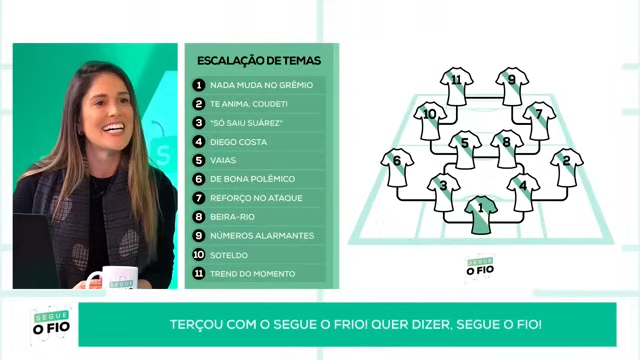 ESCALAÇÃO DE TEMAS
1 NADA MUDA NO GRÊMIO
2 TE ANIMA, COUDET!
3 "SÓ SAIU SUÁREZ"
4 DIEGO COSTA
5 VAIAS
6 DE BONA POLÊMICO
7 REFORÇO NO ATAQUE
8 BEIRA-RIO
9 NÚMEROS ALARMANTES
10 SOTELDO
11 TREND DO MOMENTO
11 9
10 7
5 8
6 2
3 4
1
SEGUE
O FIO
SEGUE
O FIO
TERÇOU COM O SEGUE O FRIO! QUER DIZER, SEGUE O FIO!